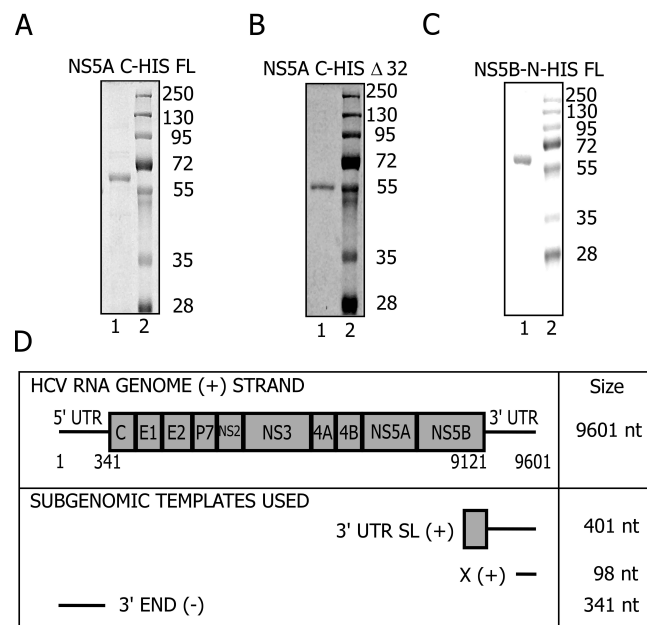 A
NS5A C-HIS FL
250
130
95
72
55
35
28
1 2
B
NS5A C-HIS Δ 32
250
130
95
72
55
35
28
1 2
C
NS5B-N-HIS FL
250
130
95
72
55
35
28
1 2
D
HCV RNA GENOME (+) STRAND
Size
5' UTR
C E1 E2 P7 NS2 NS3 4A 4B NS5A NS5B
3' UTR
9601 nt
1 341 9121 9601
SUBGENOMIC TEMPLATES USED
3' UTR SL (+)
401 nt
X (+)
98 nt
3' END (-)
341 nt